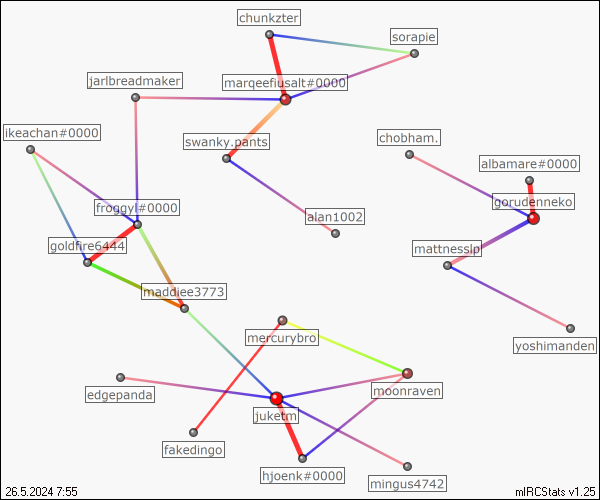 chunkzter
sorapie
jarlbreadmaker
marqeefiusalt#0000
ikeachan#0000
swanky.pants
chobham.
albamare#0000
froggyl#0000
gorudenneko
alan1002
goldfire6444
mattnesslp
maddiee3773
mercurybro
yoshimanden
edgepanda
moonraven
juketm
fakedingo
hjoenk#0000
mingus4742
26.5.2024 7:55
mIRCStats v1.25